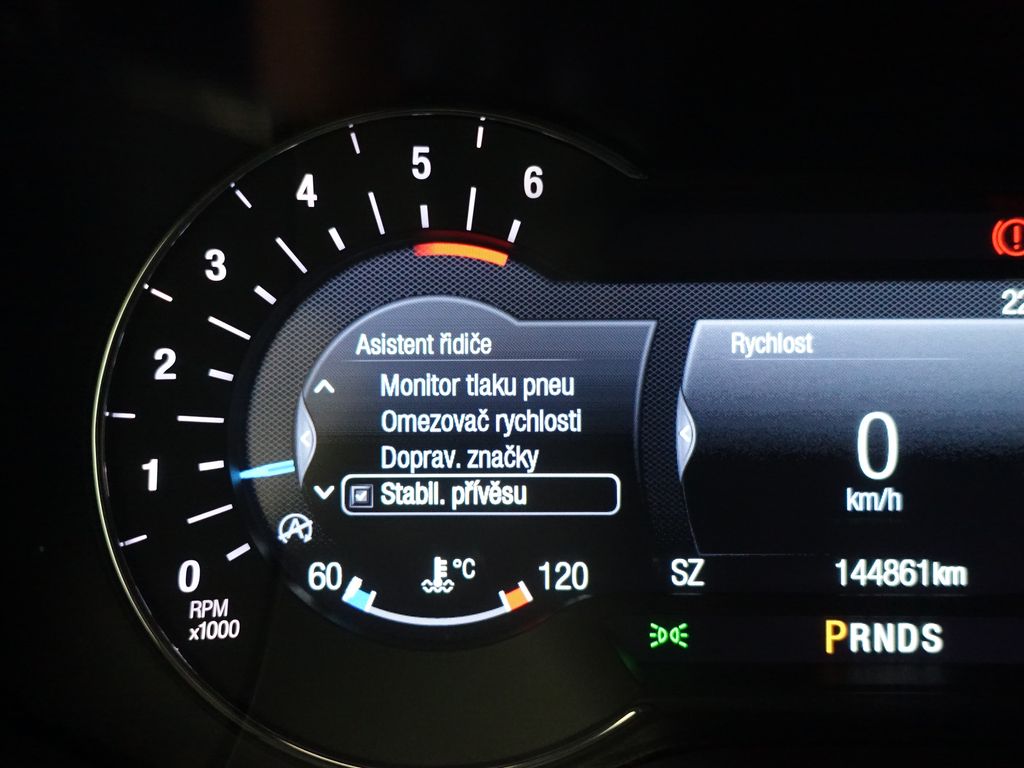 5
4
6
3
2
1
0
RPM
x1000
Asistent řidiče
Monitor tlaku pneu
Omezovač rychlosti
Doprav. značky
Stabil. přívěsu
60
°C
120
22
Rychlost
0
km/h
SZ
144861km
PRNDS